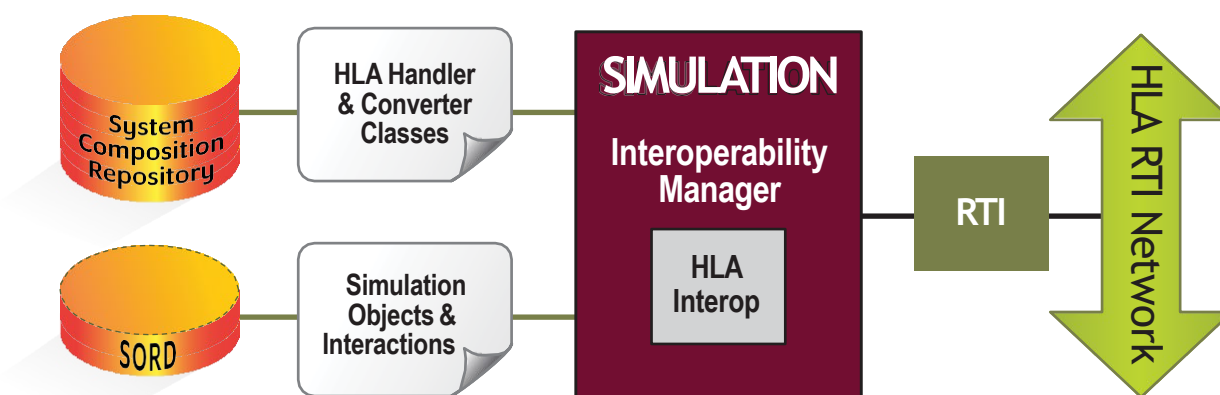 System
Composition
Repository
HLA Handler
& Converter
Classes
SORD
Simulation
Objects &
Interactions
SIMULATION
Interoperability
Manager
HLA
Interop
RTI
HLA RTI Network